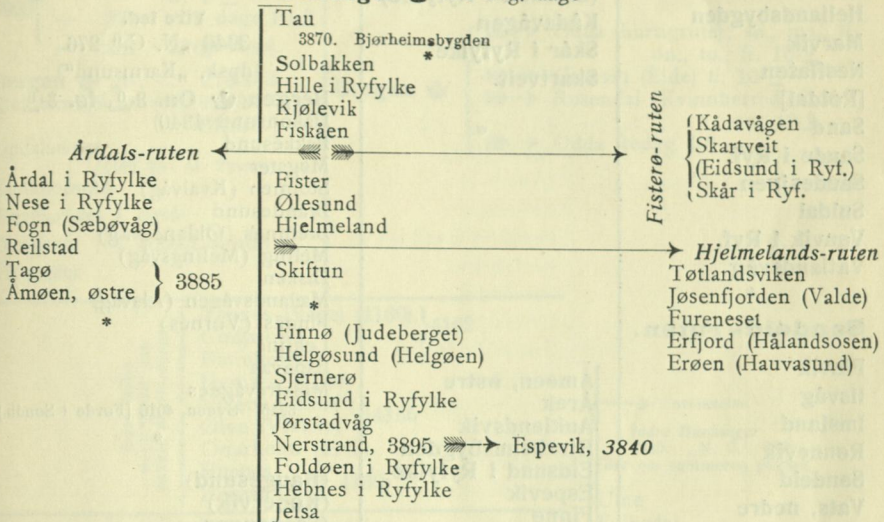 Tau
3870. Bjørheimsbygden
*
Solbakken
Hille i Ryfylke
Kjølevik
Fiskåen
Årdals-ruten
Årdal i Ryfylke
Nese i Ryfylke
Fogn (Sæbøvåg)
Reilstad
Tagø
Åmøen, østre } 3885
*
Fisterø-ruten
Kådavågen
Skartveit
(Eidsund i Ryf.)
Skår i Ryf.
Fister
Ølesund
Hjelmeland
Hjelmelands-ruten
Tøtlandsviken
Jøsenfjorden (Valde)
Fureneset
Erfjord (Hålandsosen)
Erøen (Hauvasund)
Skiftun
*
Finnø (Judeberget)
Helgøsund (Helgøen)
Sjernerø
Eidsund i Ryfylke
Jørstadvåg
Nerstrand, 3895 → Espevik, 3840
Foldøen i Ryfylke
Hebnes i Ryfylke
Jelsa